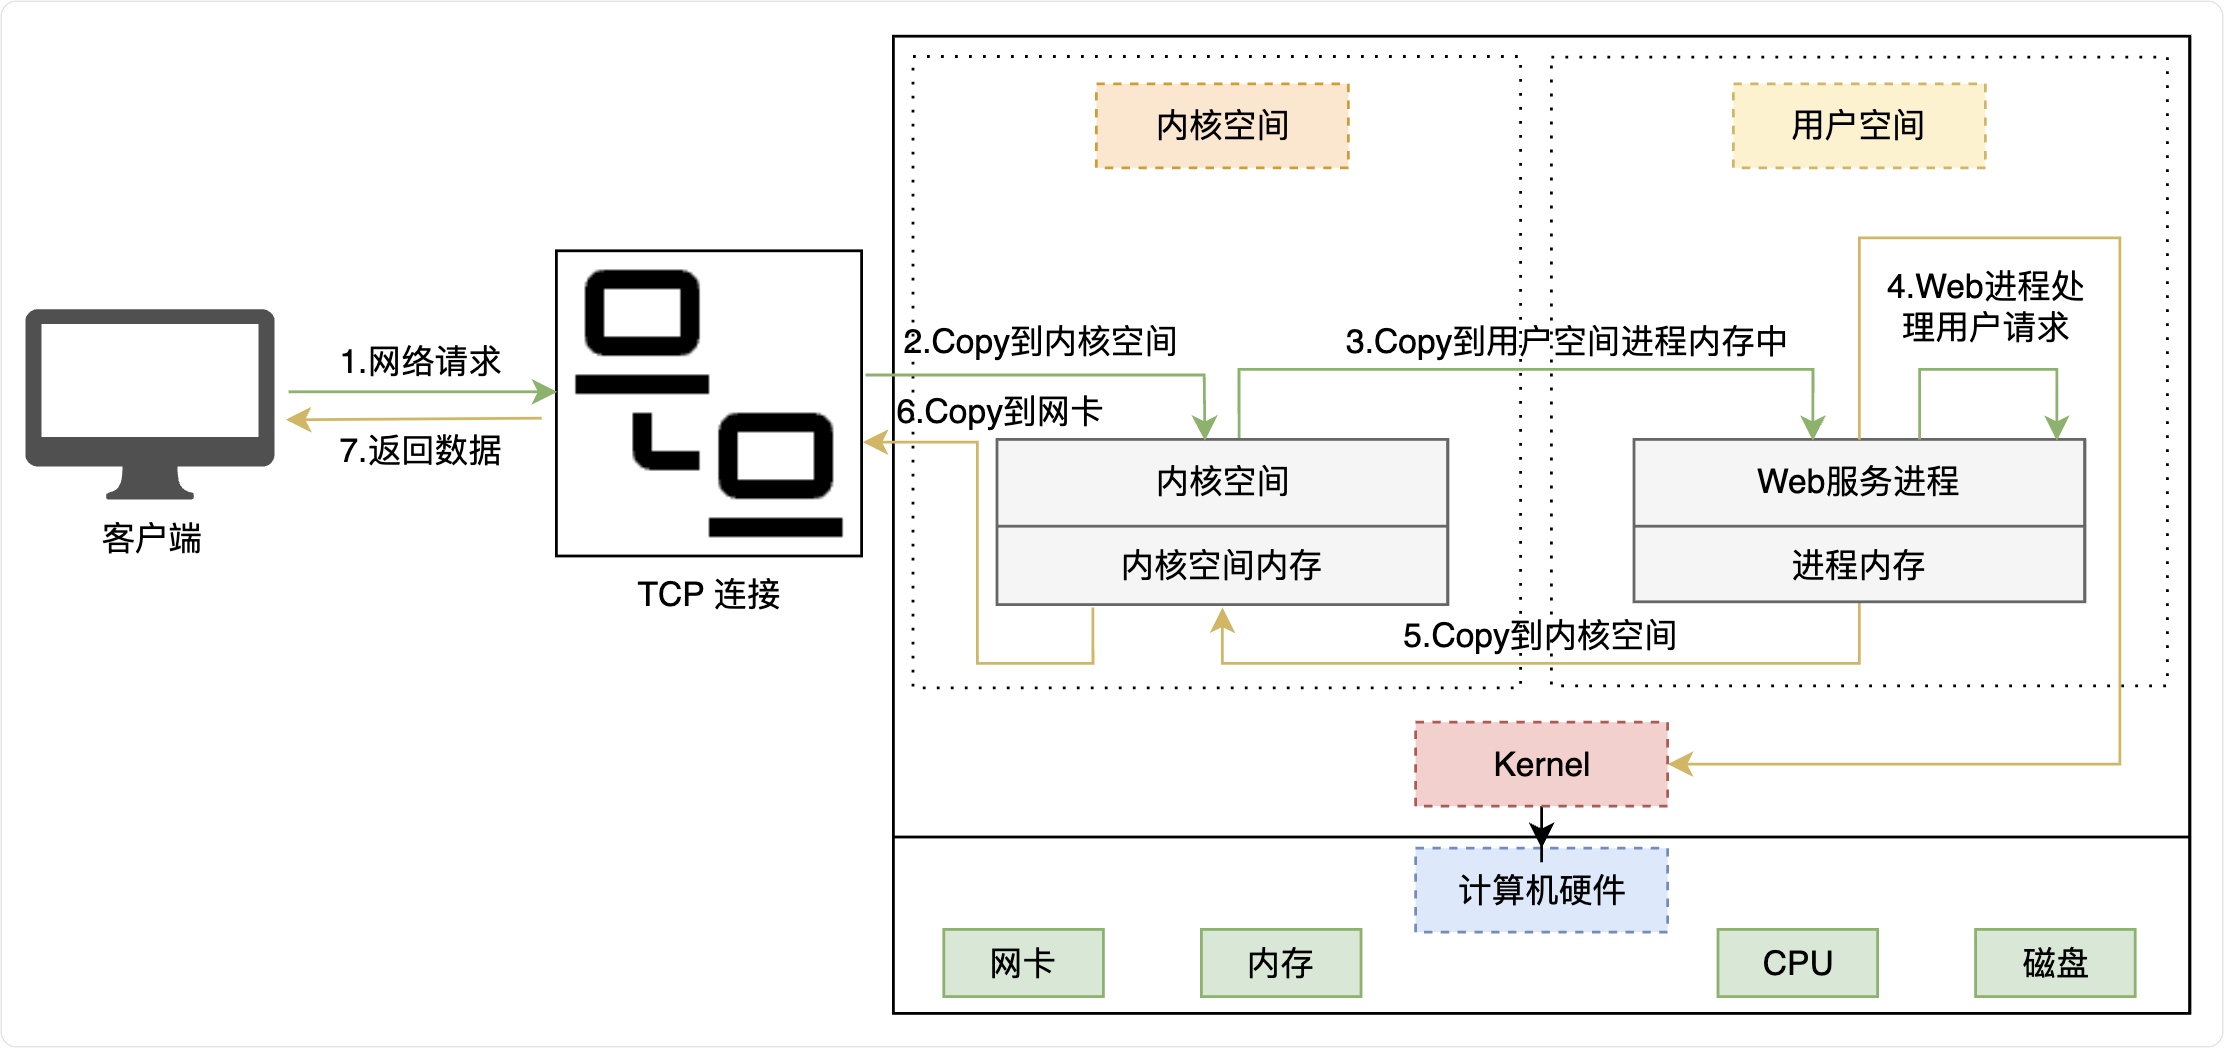 内核空间
用户空间
4.Web进程处
理用户请求
1.网络请求
2.Copy到内核空间
3.Copy到用户空间进程内存中
6.Copy到网卡
7.返回数据
内核空间
Web服务进程
客户端
内核空间内存
进程内存
TCP 连接
5.Copy到内核空间
Kernel
计算机硬件
网卡
内存
CPU
磁盘